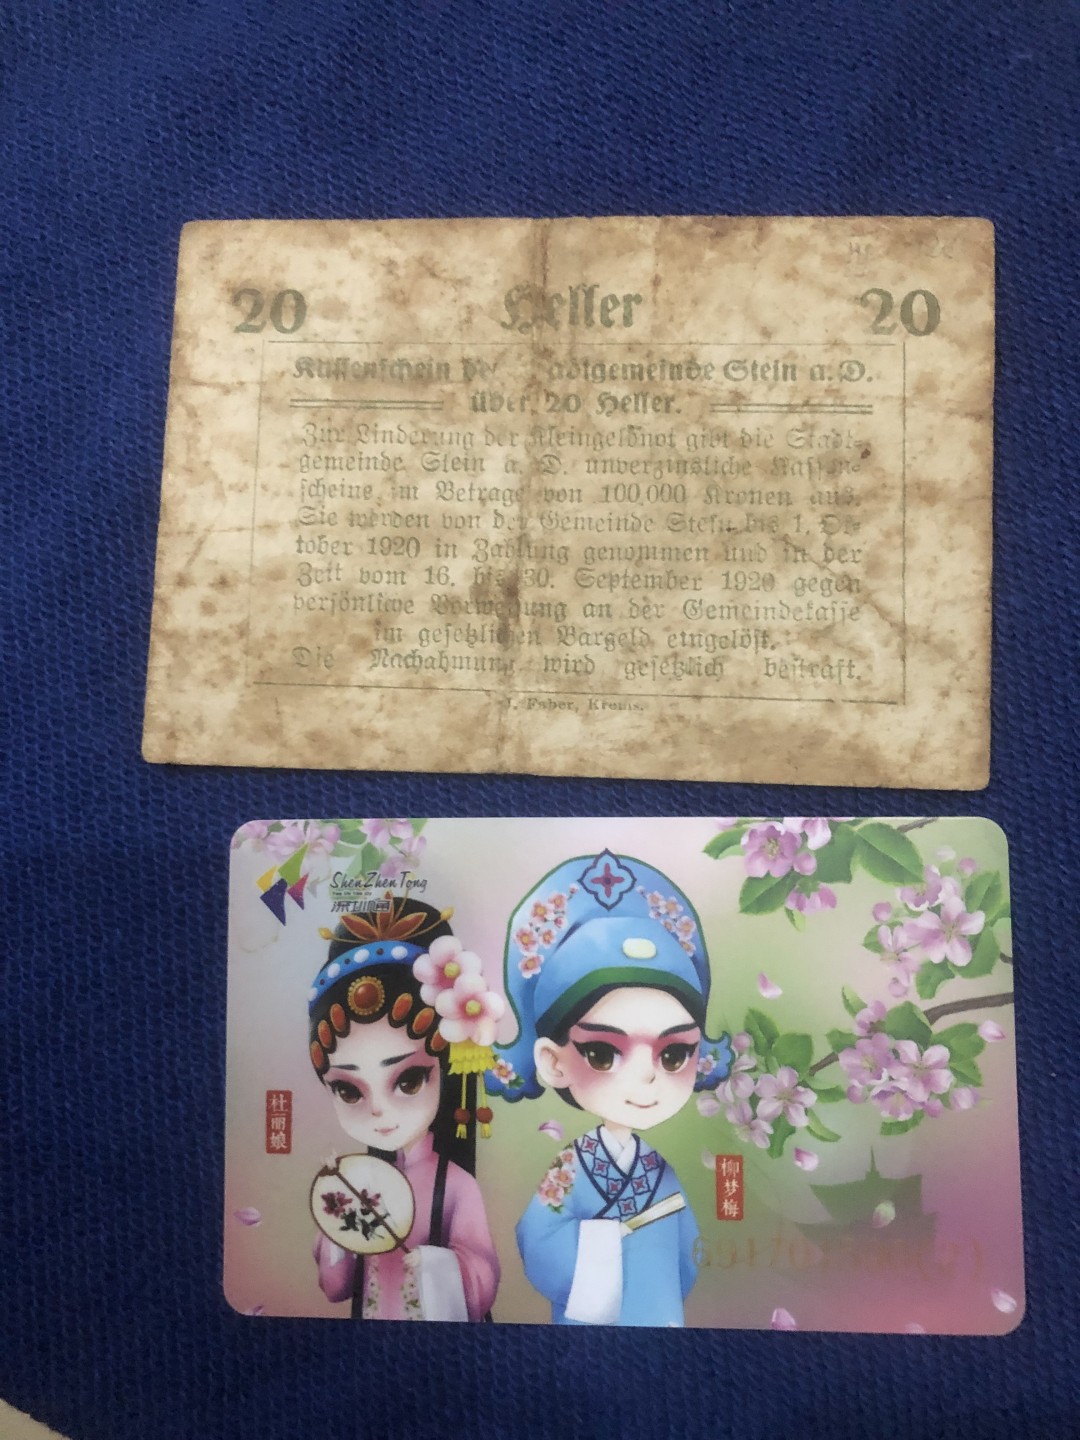 20 Heller 20
Kassenschein der Stadtgemeinde Stein a. D.
über 20 Heller.
Zur Linderung der Kleingeldnot gibt die Stadt-
gemeinde Stein a. D. unverzinsliche Kassen-
scheine im Betrage von 100.000 Kronen aus.
Sie werden von der Gemeinde Stein bis 1. Ok-
tober 1920 in Zahlung genommen und in der
Zeit vom 16. bis 30. September 1920 gegen
persönliche Vorweisung an der Gemeindekasse
im gesetzlichen Bargeld eingelöst.
Die Nachahmung wird gesetzlich bestraft.
J. Faber, Krems.
ShenZhenTong
深圳通
杜丽娘
柳梦梅